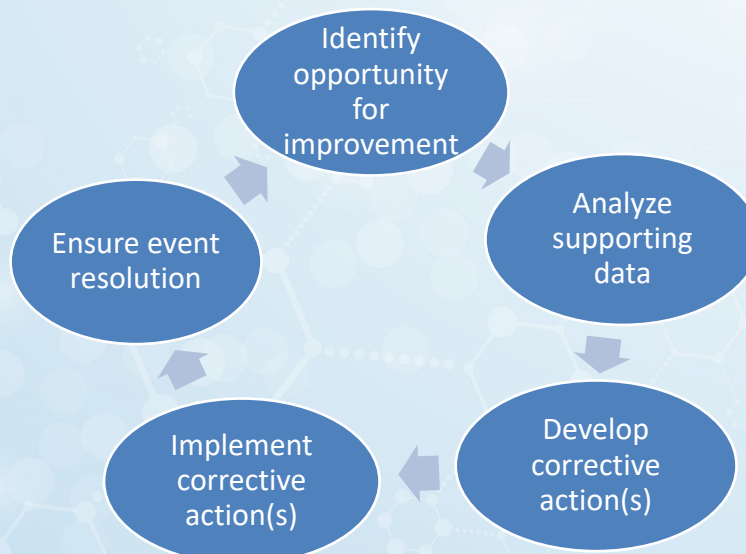 Identify
opportunity
for
improvement
Analyze
supporting
data
Develop
corrective
action(s)
Implement
corrective
action(s)
Ensure event
resolution